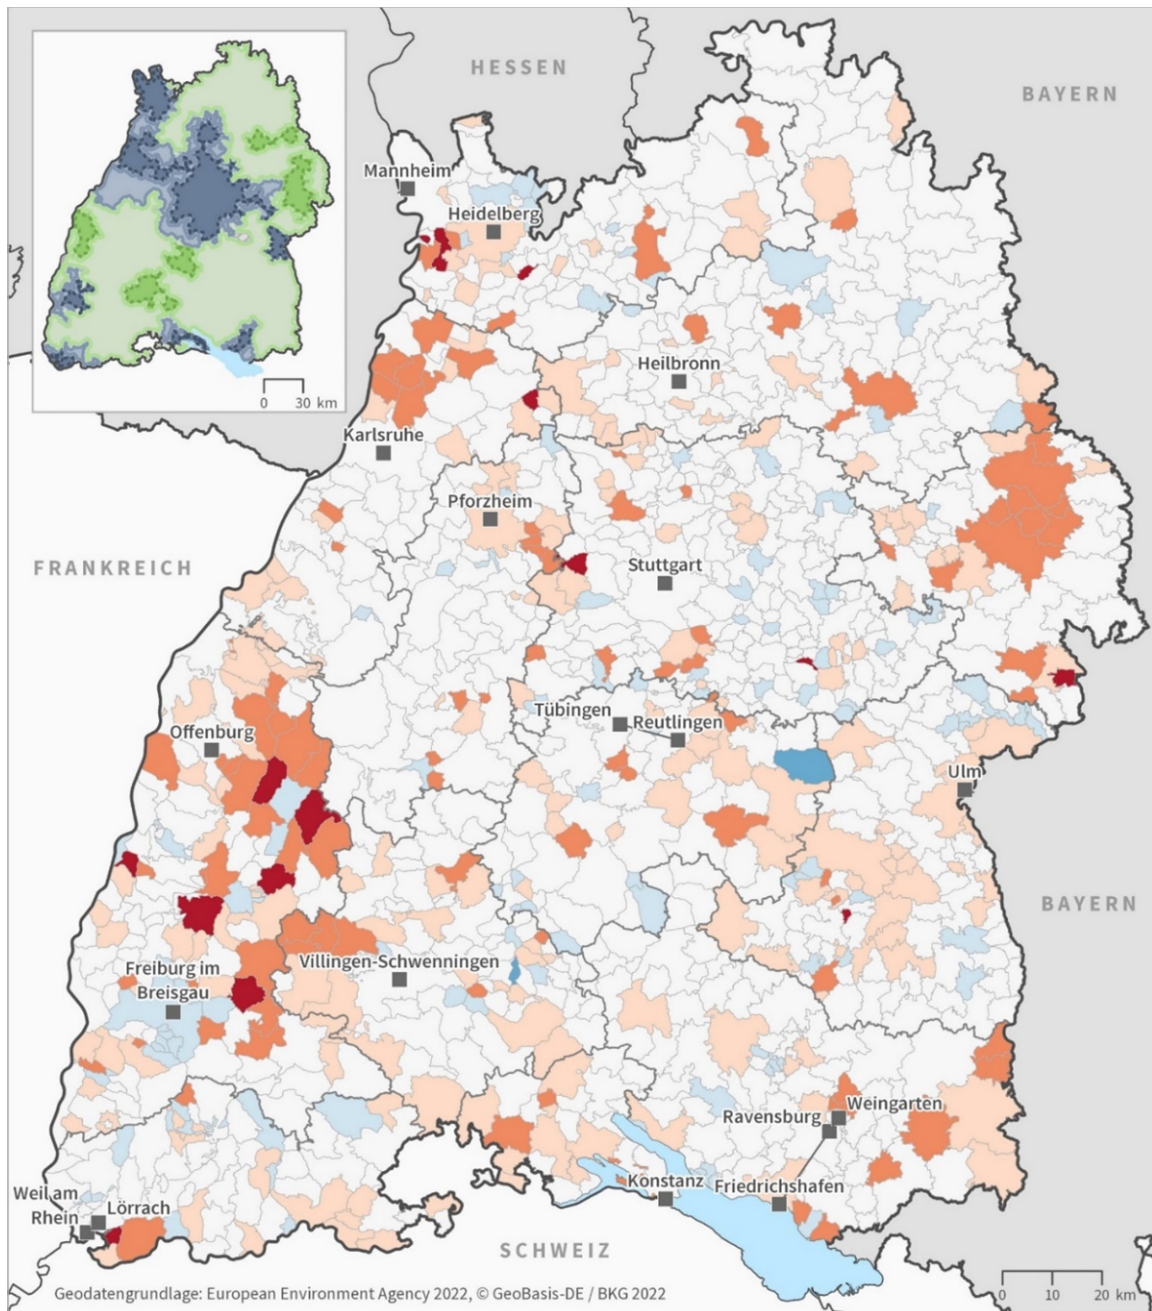 HESSEN
BAYERN
Mannheim
Heidelberg
Heilbronn
0 30 km
Karlsruhe
Pforzheim
FRANKREICH
Stuttgart
Tübingen
Reutlingen
Offenburg
Ulm
BAYERN
Villingen-Schwenningen
Freiburg im
Breisgau
Weingarten
Ravensburg
Konstanz
Friedrichshafen
Weil am
Rhein
Lörrach
SCHWEIZ
Geodatengrundlage: European Environment Agency 2022, © GeoBasis-DE / BKG 2022
0 10 20 km